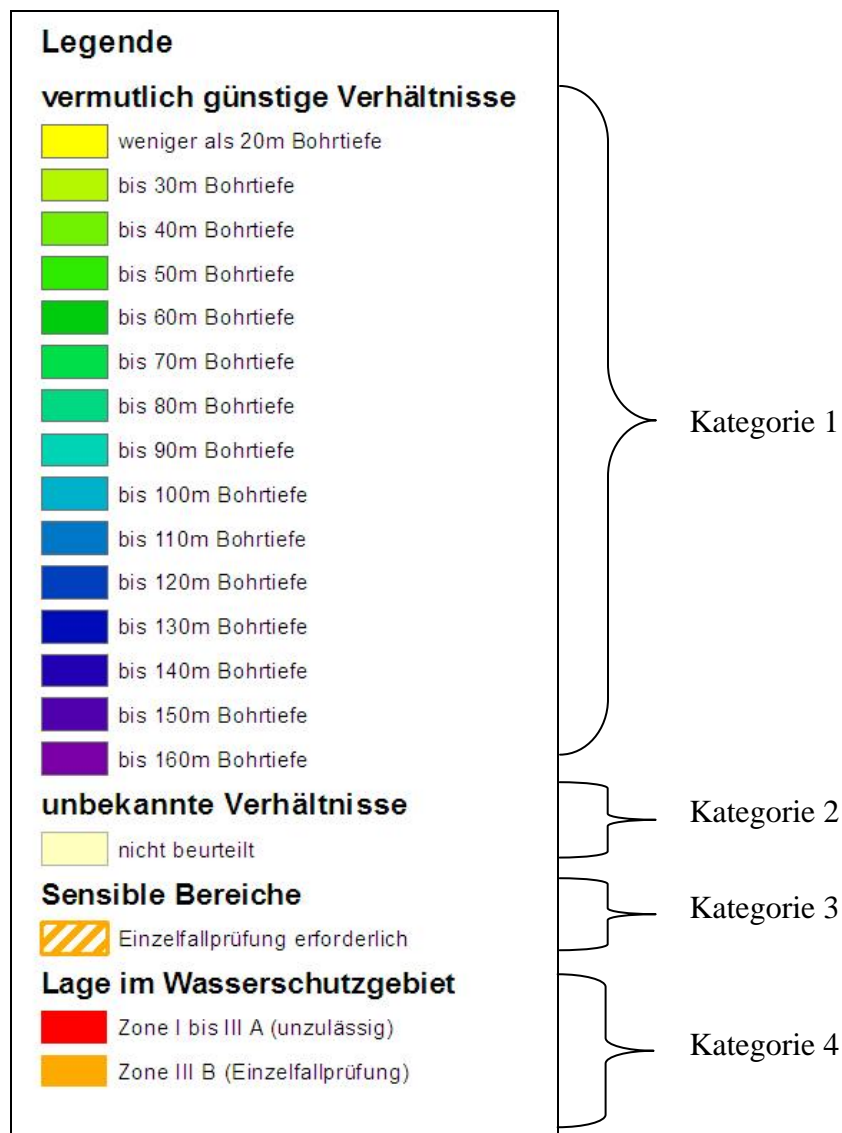 Legende
vermutlich günstige Verhältnisse
weniger als 20m Bohrtiefe
bis 30m Bohrtiefe
bis 40m Bohrtiefe
bis 50m Bohrtiefe
bis 60m Bohrtiefe
bis 70m Bohrtiefe
bis 80m Bohrtiefe
bis 90m Bohrtiefe
bis 100m Bohrtiefe
bis 110m Bohrtiefe
bis 120m Bohrtiefe
bis 130m Bohrtiefe
bis 140m Bohrtiefe
bis 150m Bohrtiefe
bis 160m Bohrtiefe
Kategorie 1
unbekannte Verhältnisse
nicht beurteilt
Kategorie 2
Sensible Bereiche
Einzelfallprüfung erforderlich
Kategorie 3
Lage im Wasserschutzgebiet
Zone I bis III A (unzulässig)
Zone III B (Einzelfallprüfung)
Kategorie 4